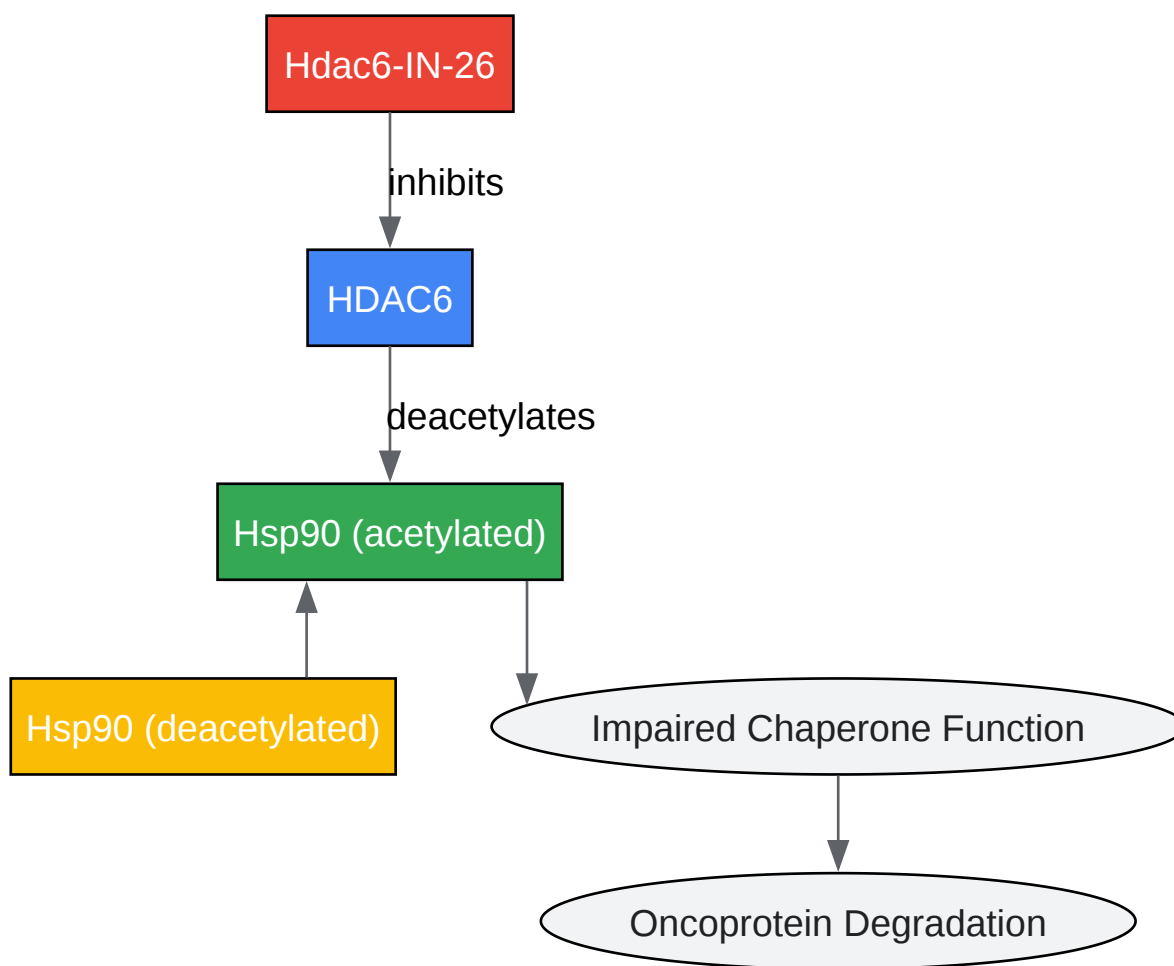 Hdac6-IN-26
inhibits
HDAC6
deacetylates
Hsp90 (acetylated)
Hsp90 (deacetylated)
Impaired Chaperone Function
Oncoprotein Degradation